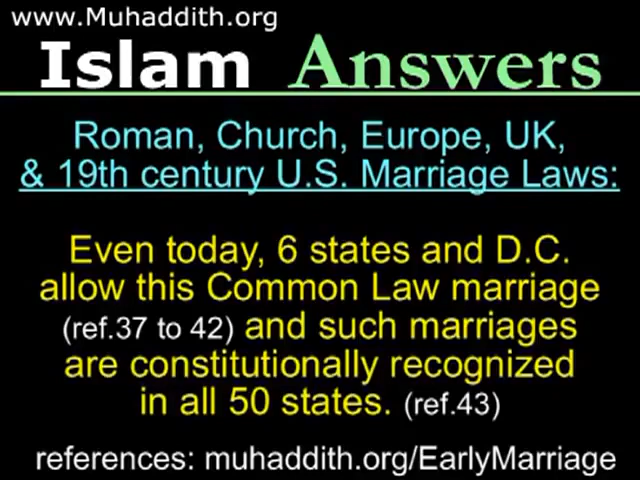 www.Muhaddith.org
Islam Answers
Roman, Church, Europe, UK,
& 19th century U.S. Marriage Laws:
Even today, 6 states and D.C.
allow this Common Law marriage
(ref.37 to 42) and such marriages
are constitutionally recognized
in all 50 states. (ref.43)
references: muhaddith.org/EarlyMarriage